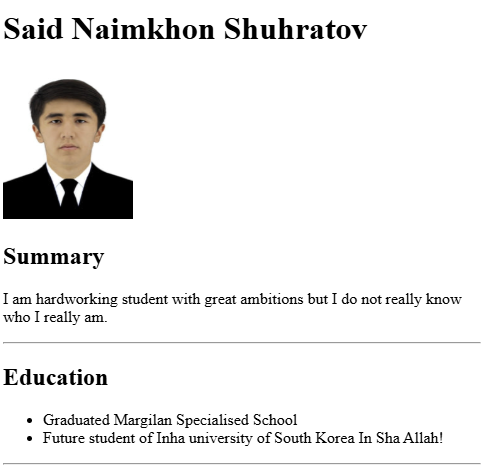 Said Naimkhon Shuhratov
Summary
I am hardworking student with great ambitions but I do not really know
who I really am.
Education
Graduated Margilan Specialised School
Future student of Inha university of South Korea In Sha Allah!